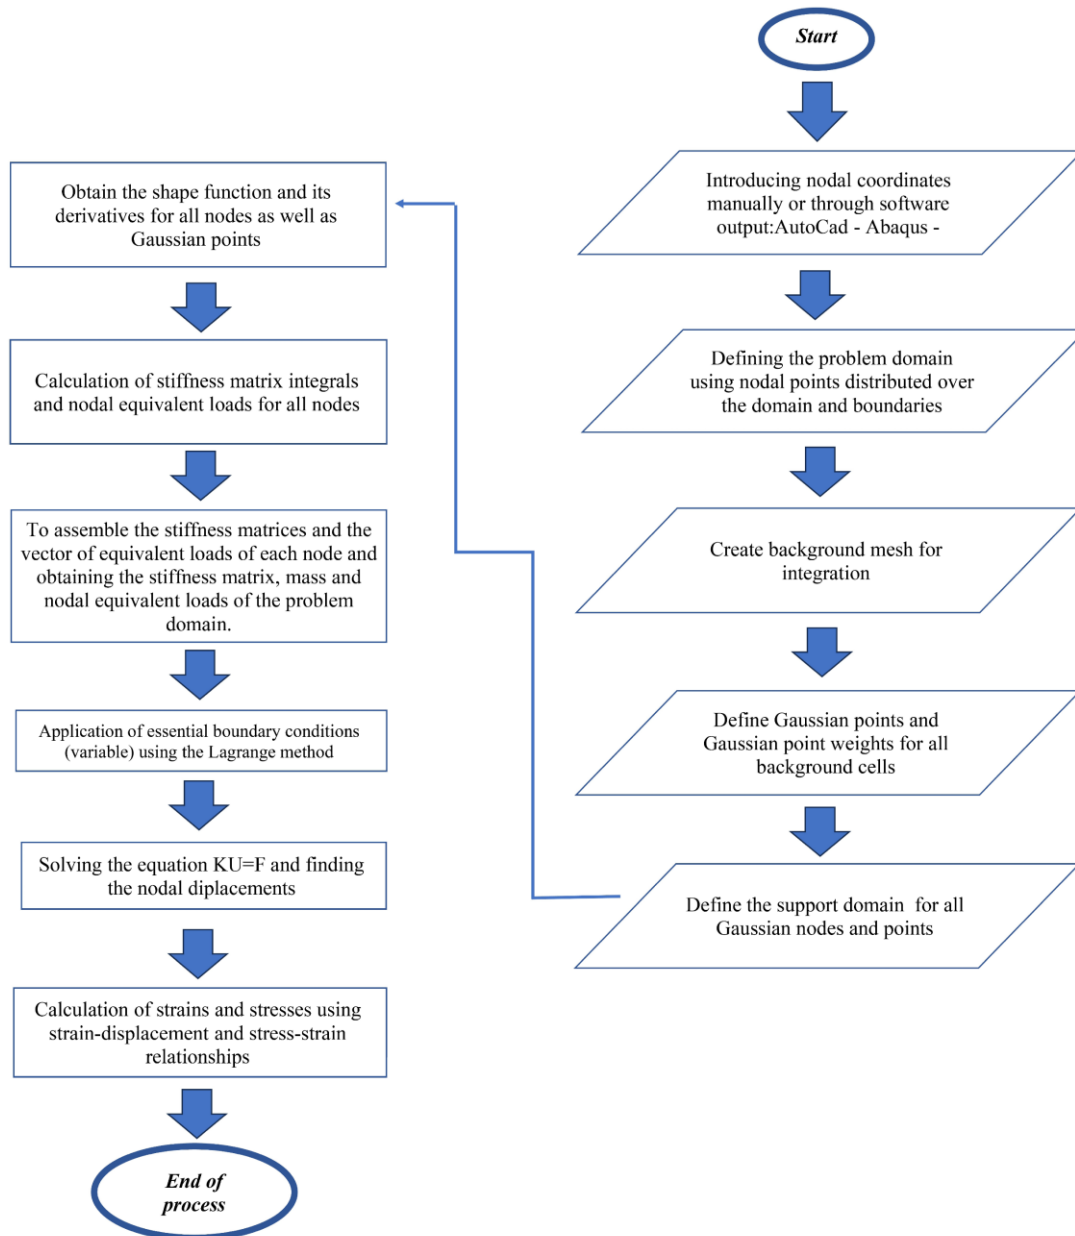 Start
Introducing nodal coordinates
manually or through software
output:AutoCad - Abaqus -
Defining the problem domain
using nodal points distributed over
the domain and boundaries
Create background mesh for
integration
Define Gaussian points and
Gaussian point weights for all
background cells
Define the support domain for all
Gaussian nodes and points
Obtain the shape function and its
derivatives for all nodes as well as
Gaussian points
Calculation of stiffness matrix integrals
and nodal equivalent loads for all nodes
To assemble the stiffness matrices and the
vector of equivalent loads of each node and
obtaining the stiffness matrix, mass and
nodal equivalent loads of the problem
domain.
Application of essential boundary conditions
(variable) using the Lagrange method
Solving the equation KU=F and finding
the nodal diplacements
Calculation of strains and stresses using
strain-displacement and stress-strain
relationships
End of
process